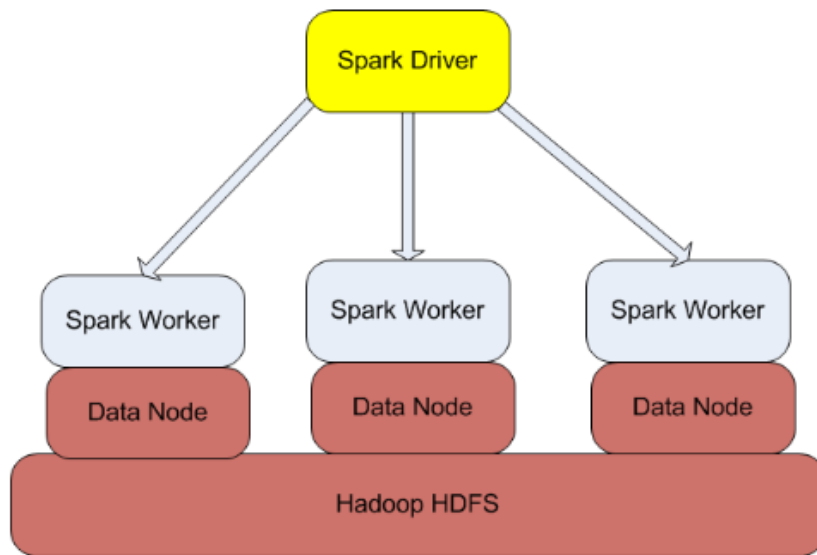 Spark Driver
Spark Worker
Spark Worker
Spark Worker
Data Node
Data Node
Data Node
Hadoop HDFS